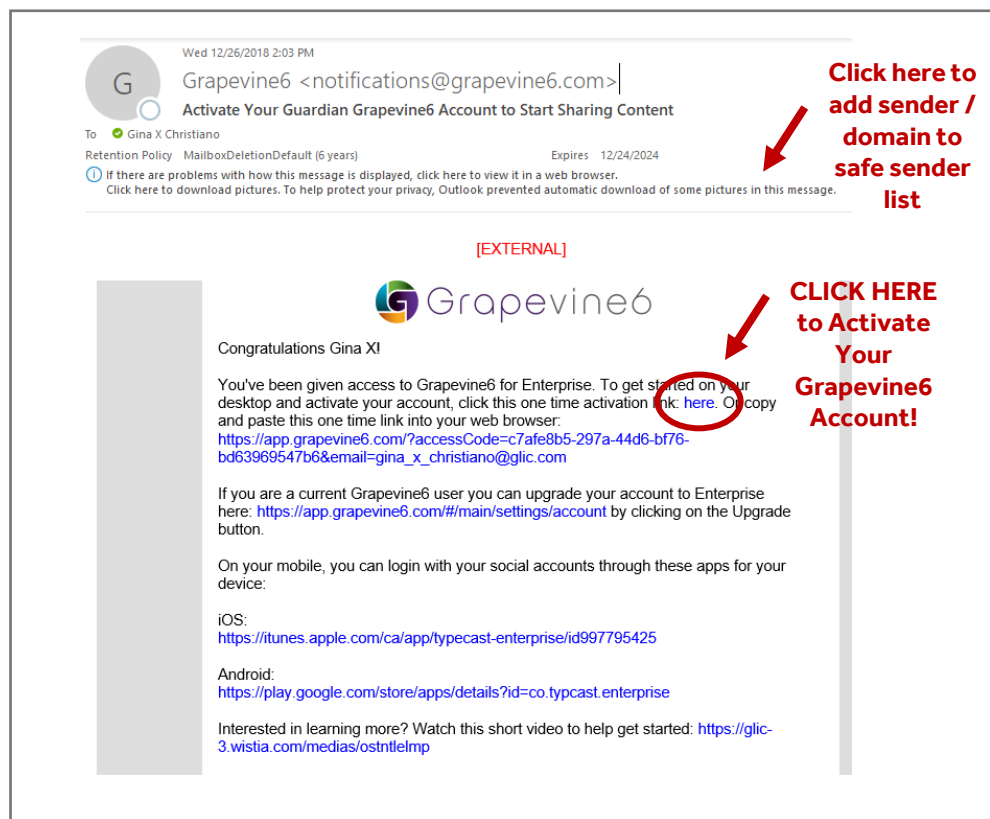 Wed 12/26/2018 2:03 PM
G
Grapevine6 <notifications@grapevine6.com>
Activate Your Guardian Grapevine6 Account to Start Sharing Content
To Gina X Christiano
Retention Policy MailboxDeletionDefault (6 years) Expires 12/24/2024
If there are problems with how this message is displayed, click here to view it in a web browser.
Click here to download pictures. To help protect your privacy, Outlook prevented automatic download of some pictures in this message.
Click here to
add sender /
domain to
safe sender
list
[EXTERNAL]
Grapevine6
CLICK HERE
to Activate
Your
Grapevine6
Account!
Congratulations Gina X!
You've been given access to Grapevine6 for Enterprise. To get started on your
desktop and activate your account, click this one time activation link: here. Or copy
and paste this one time link into your web browser:
https://app.grapevine6.com/?accessCode=c7afe8b5-297a-44d6-bf76-
bd63969547b6&email=gina_x_christiano@glic.com
If you are a current Grapevine6 user you can upgrade your account to Enterprise
here: https://app.grapevine6.com/#/main/settings/account by clicking on the Upgrade
button.
On your mobile, you can login with your social accounts through these apps for your
device:
iOS:
https://itunes.apple.com/ca/app/typecast-enterprise/id997795425
Android:
https://play.google.com/store/apps/details?id=co.typcast.enterprise
Interested in learning more? Watch this short video to help get started: https://glic-
3.wistia.com/medias/ostntlelmp